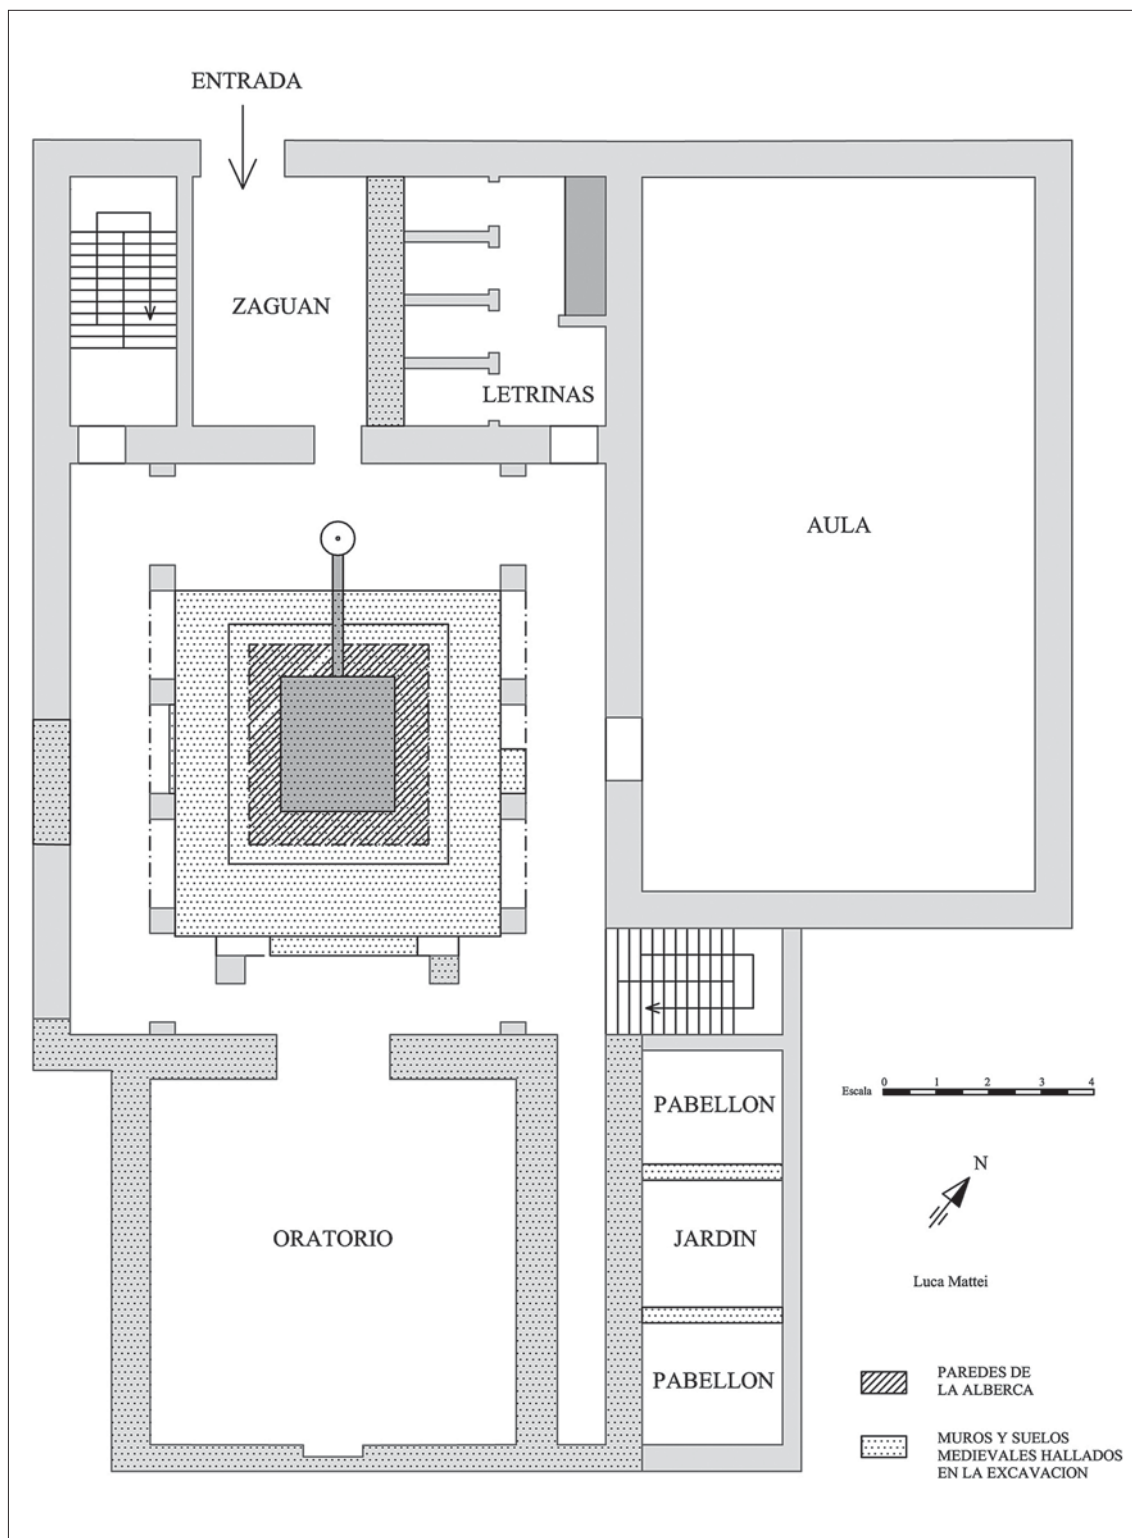 ENTRADA
ZAGUAN
LETRINAS
AULA
PABELLON
Escala 0 1 2 3 4
N
JARDIN
ORATORIO
Luca Mattei
PABELLON
PAREDES DE
LA ALBERCA
MUROS Y SUELOS
MEDIEVALES HALLADOS
EN LA EXCAVACION